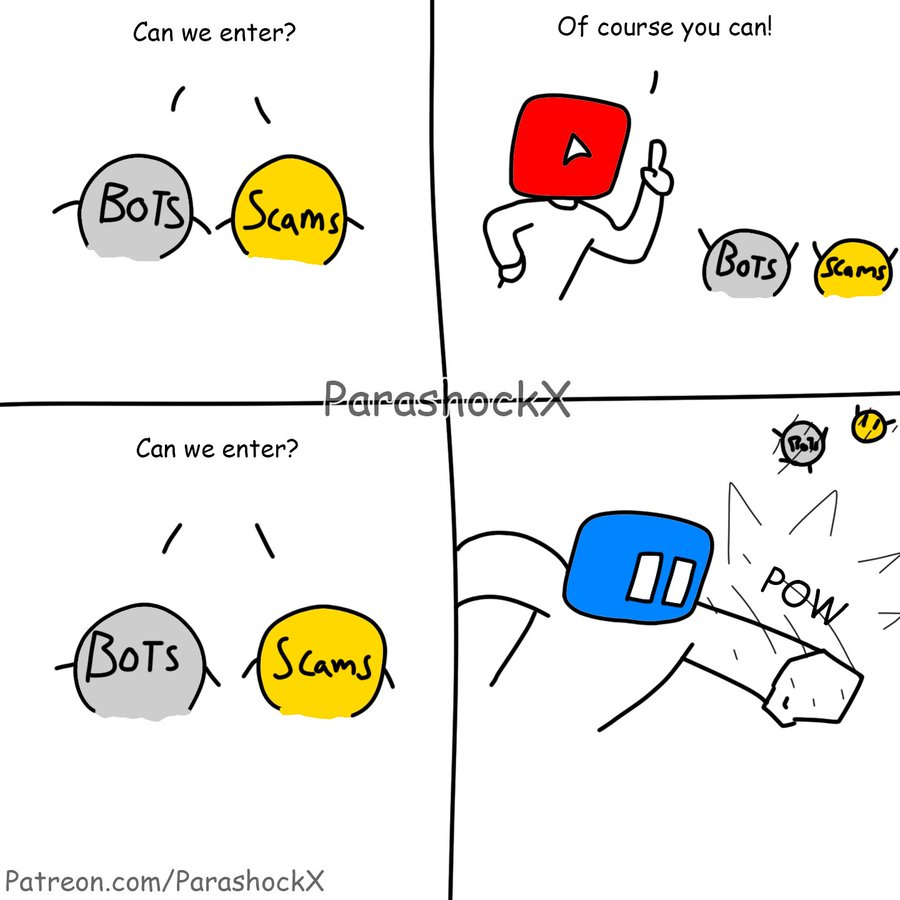 Can we enter?
BOTS
Scams
Of course you can!
BOTS
Scams
ParashockX
Can we enter?
BOTS
Scams
BOTS
POW
Patreon.com/ParashockX